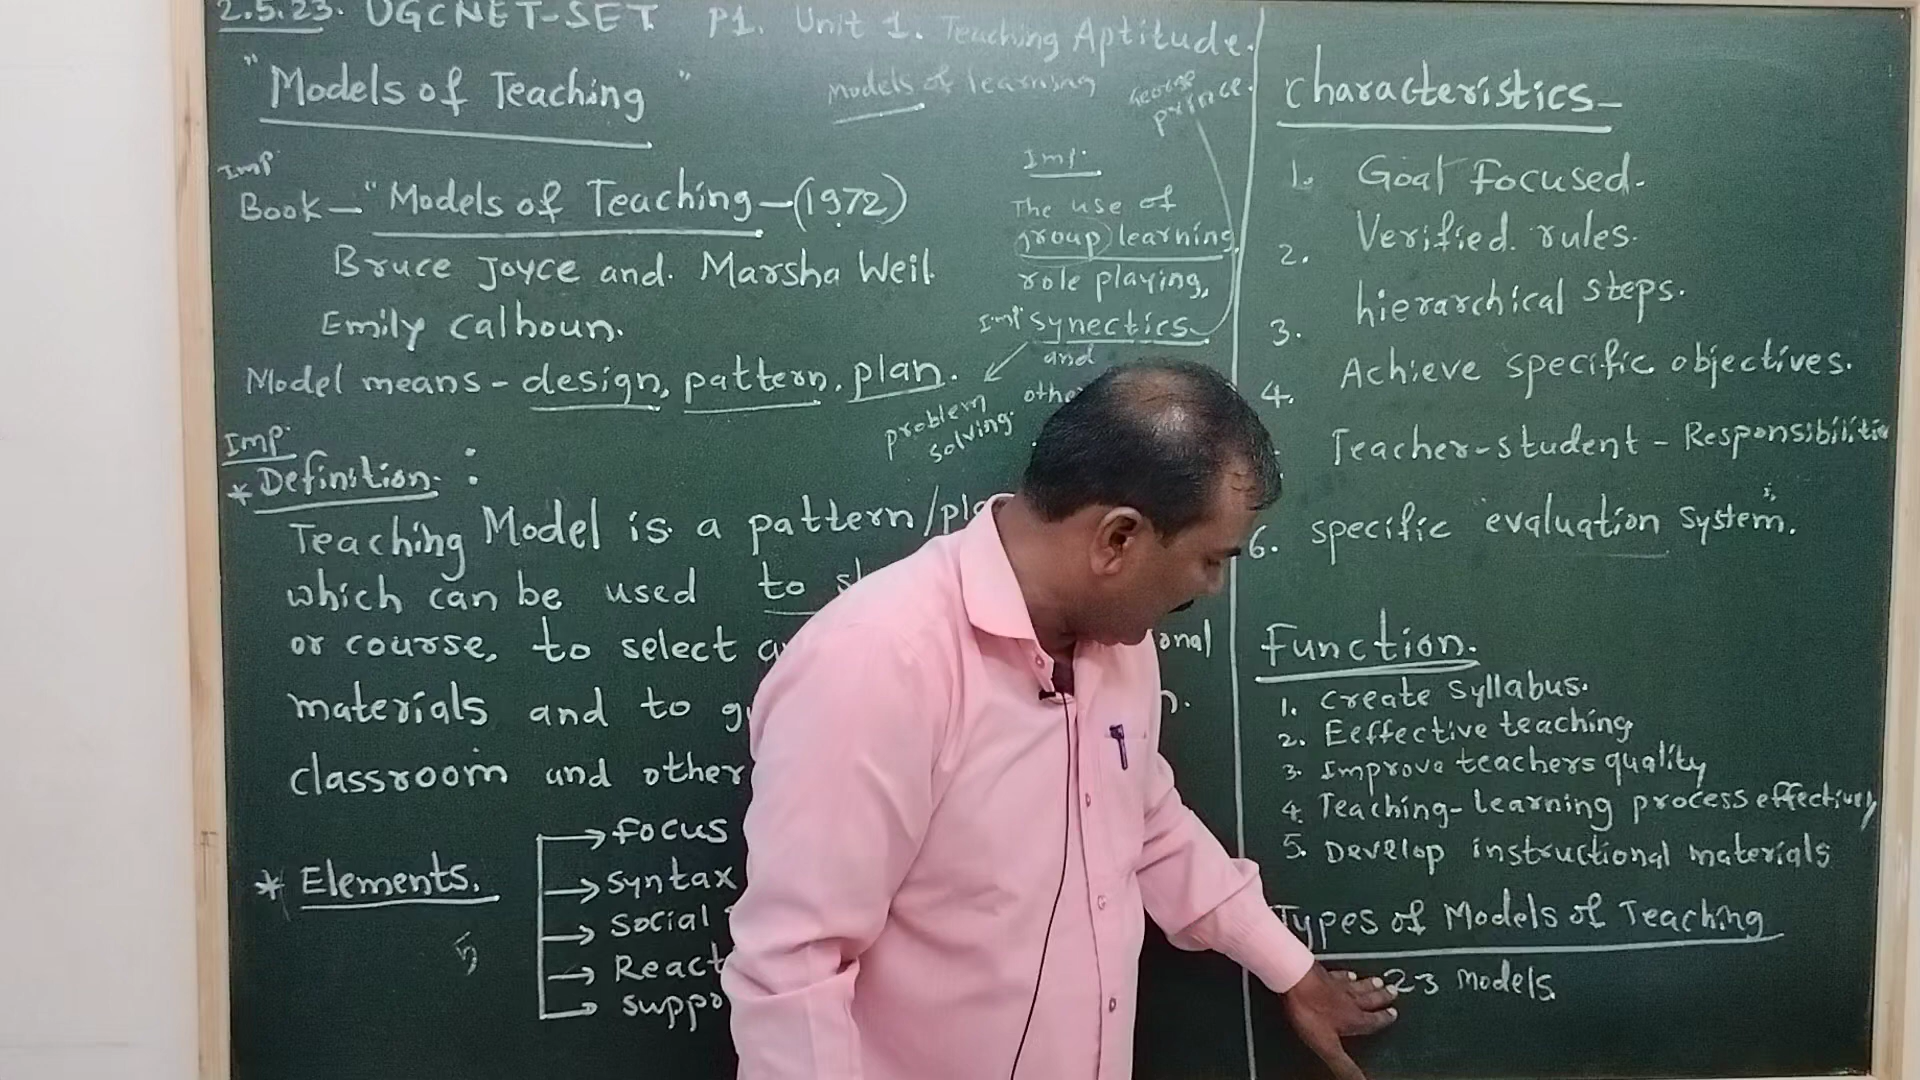 2.5.23. UGCNET-SET P1. Unit 1. Teaching Aptitude.
"Models of Teaching"
models of learning
prince.
Imp.
Book - "Models of Teaching - (1972)
Bruce Joyce and. Marsha Weil.
Emily Calhoun.
Model means - design, pattern, plan.
Imp.
The use of
group learning,
role playing,
Imp. synectics
and
othe
problem
solving.
Imp.
* Definition. :
Teaching Model is a pattern/pla
which can be used to s
or course, to select a onal
materials and to g n.
classroom and other
* Elements.
5
→ focus
→ syntax
→ social
→ React
→ suppo
Characteristics -
1. Goal focused.
2. Verified. rules.
3. hierarchical steps.
4. Achieve specific objectives.
Teacher-student - Responsibilitie
6. specific evaluation system.
Function.
1. create syllabus.
2. Eeffective teaching
3. Improve teachers quality
4. Teaching-learning process effectively
5. Develop instructional materials
Types of Models of Teaching
23 models.